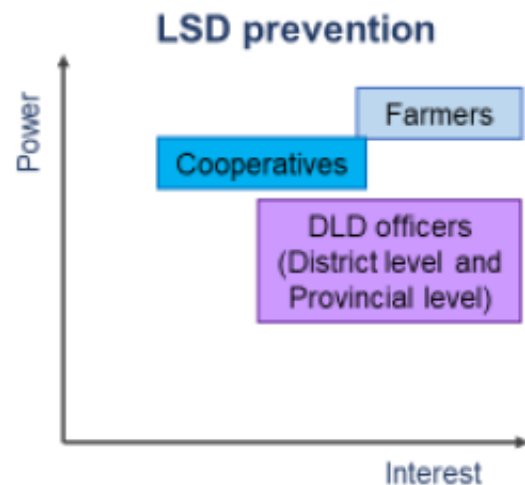 LSD prevention
Power
Farmers
Cooperatives
DLD officers
(District level and
Provincial level)
Interest